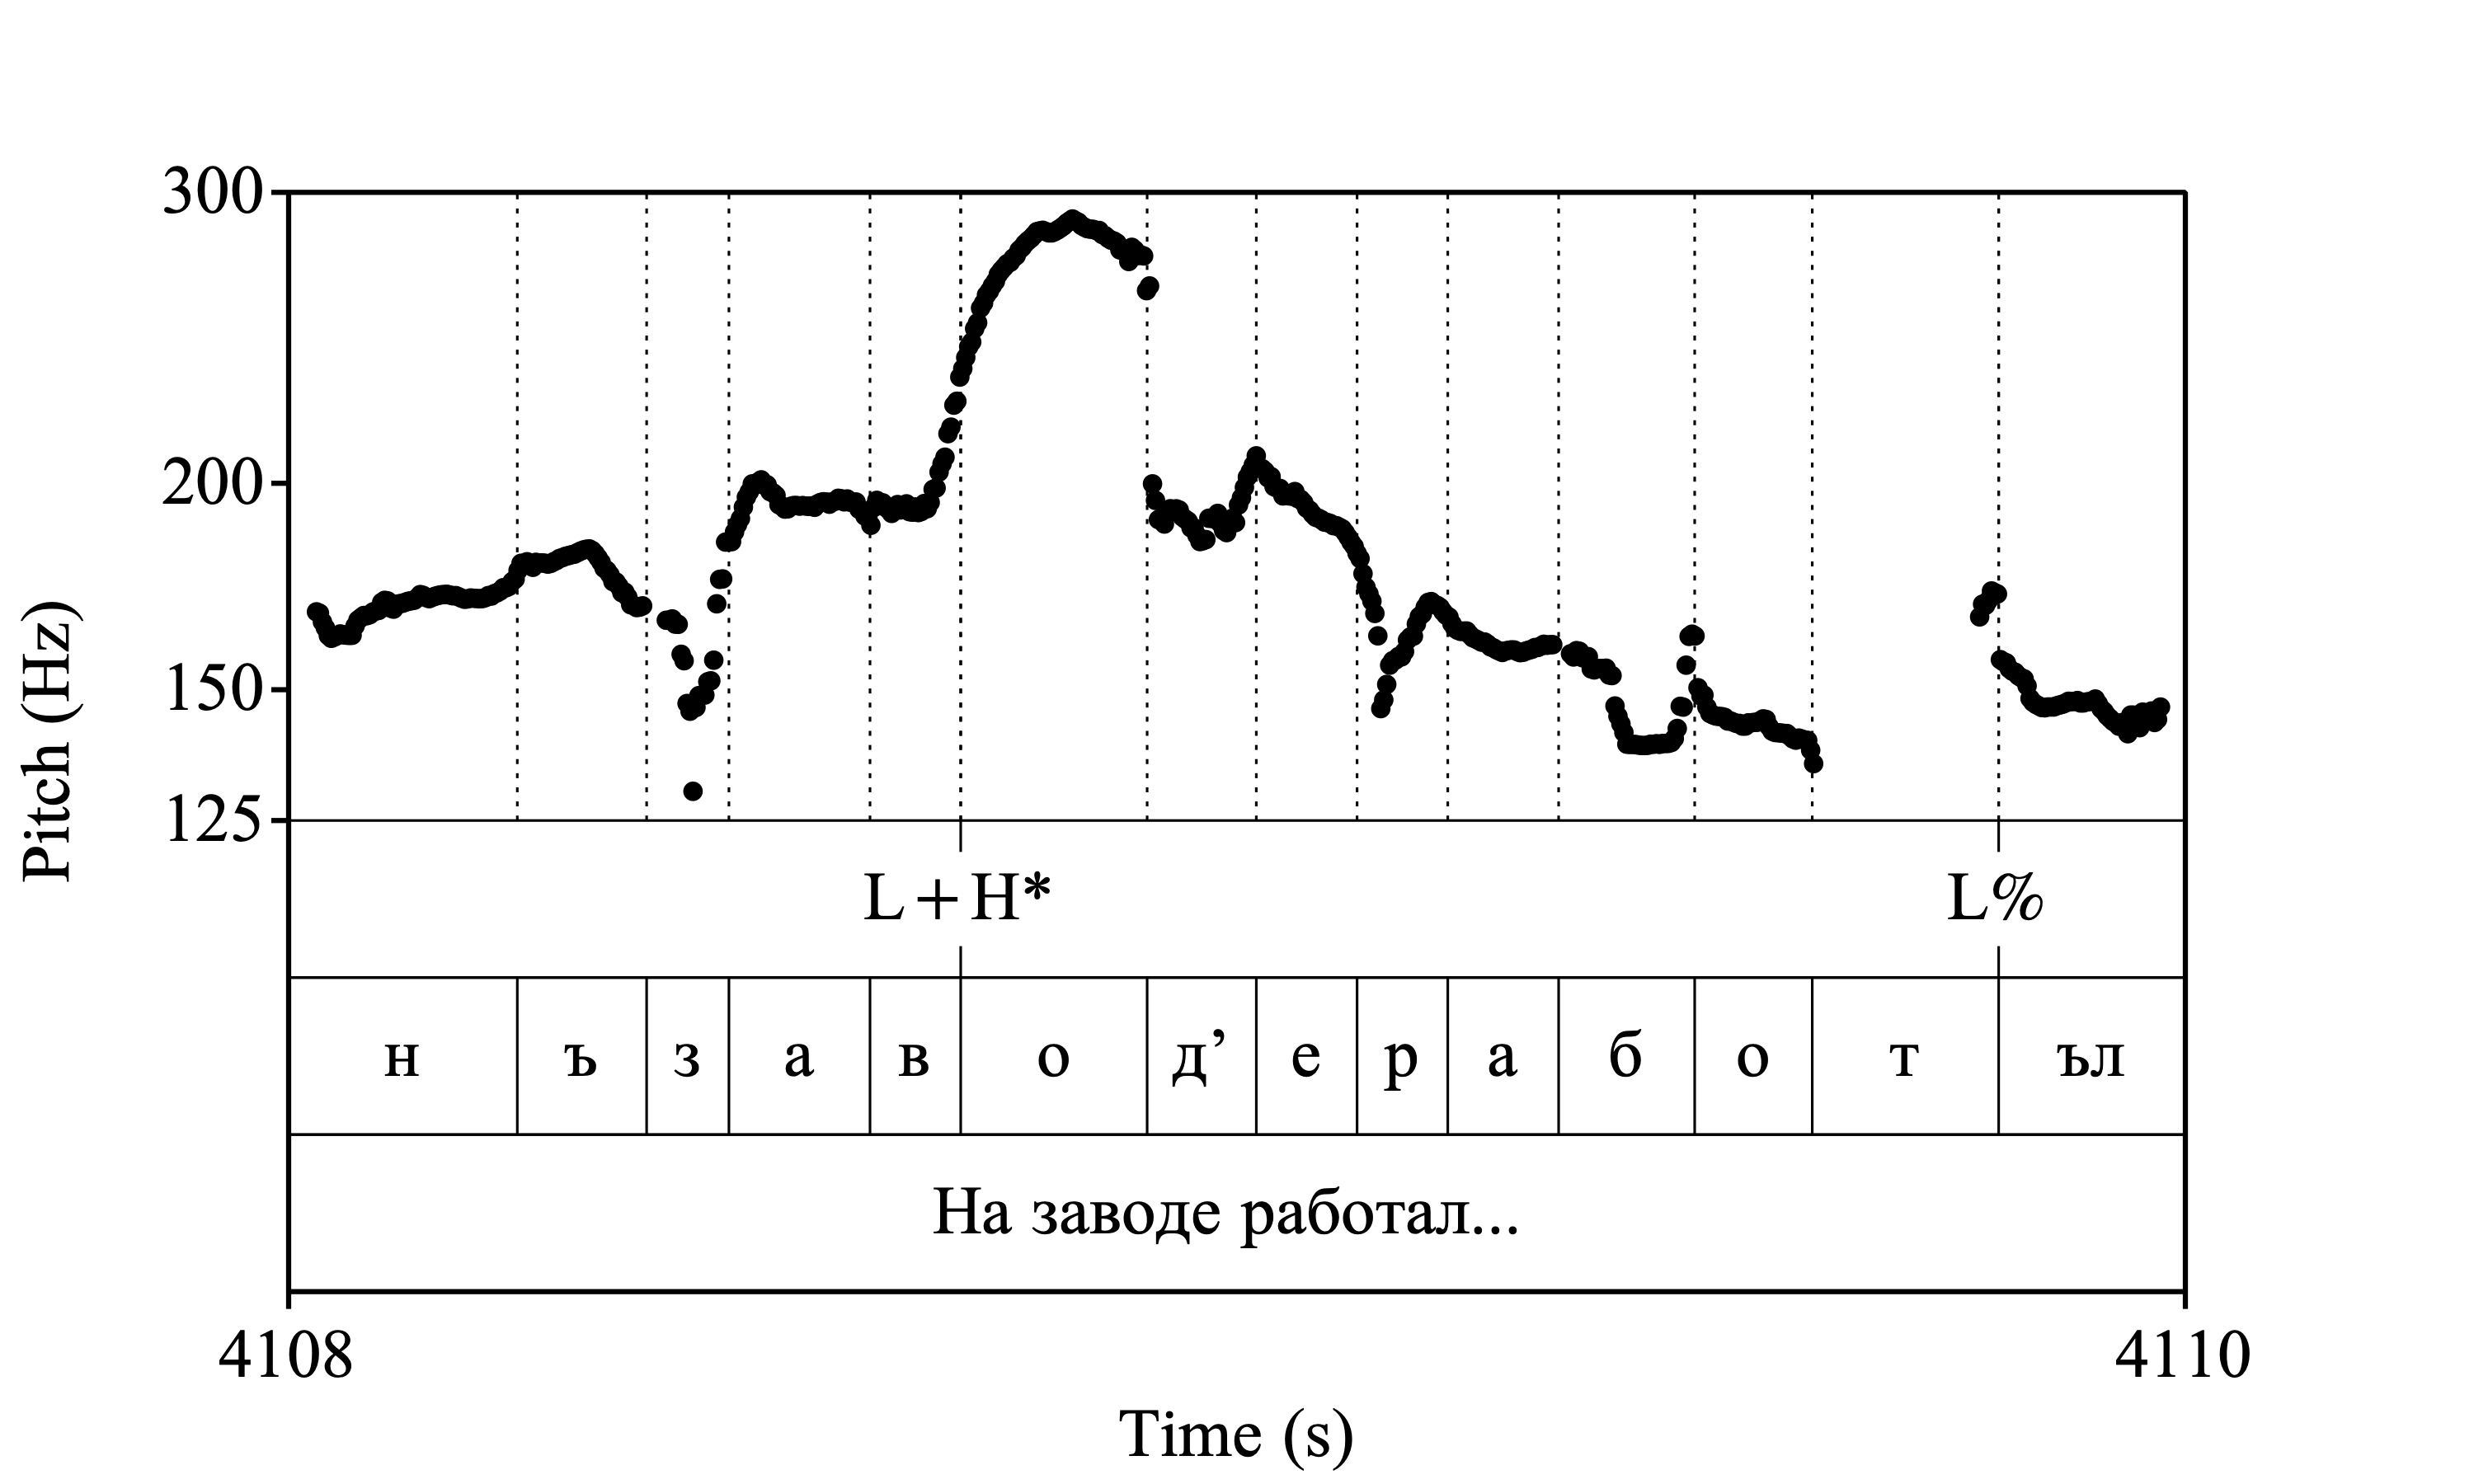 300
200
150
125
Pitch (Hz)
L+H* L%
н ъ з а в о д’ е р а б о т ъл
На заводе работал...
4108 4110
Time (s)